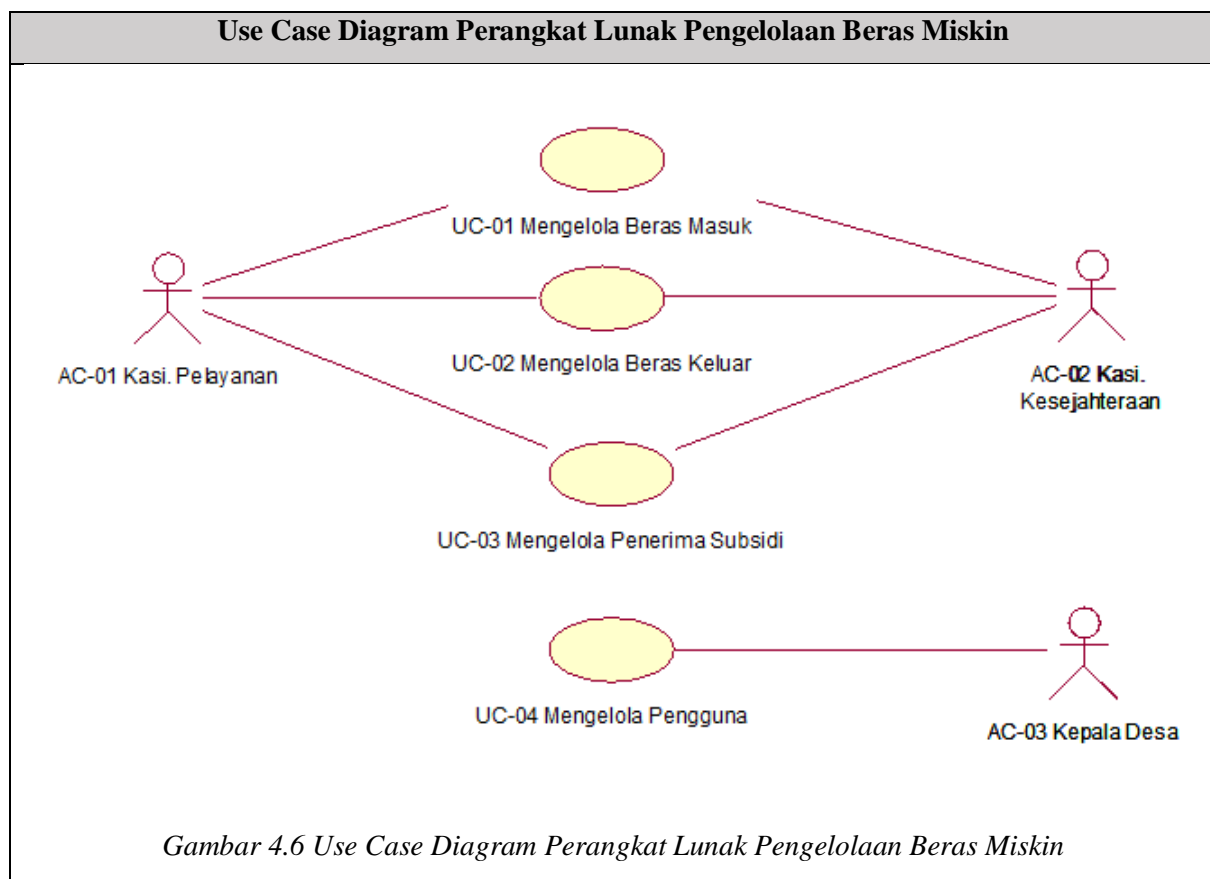 Use Case Diagram Perangkat Lunak Pengelolaan Beras Miskin
UC-01 Mengelola Beras Masuk
AC-01 Kasi. Pelayanan
UC-02 Mengelola Beras Keluar
AC-02 Kasi.
Kesejahteraan
UC-03 Mengelola Penerima Subsidi
UC-04 Mengelola Pengguna
AC-03 Kepala Desa
Gambar 4.6 Use Case Diagram Perangkat Lunak Pengelolaan Beras Miskin